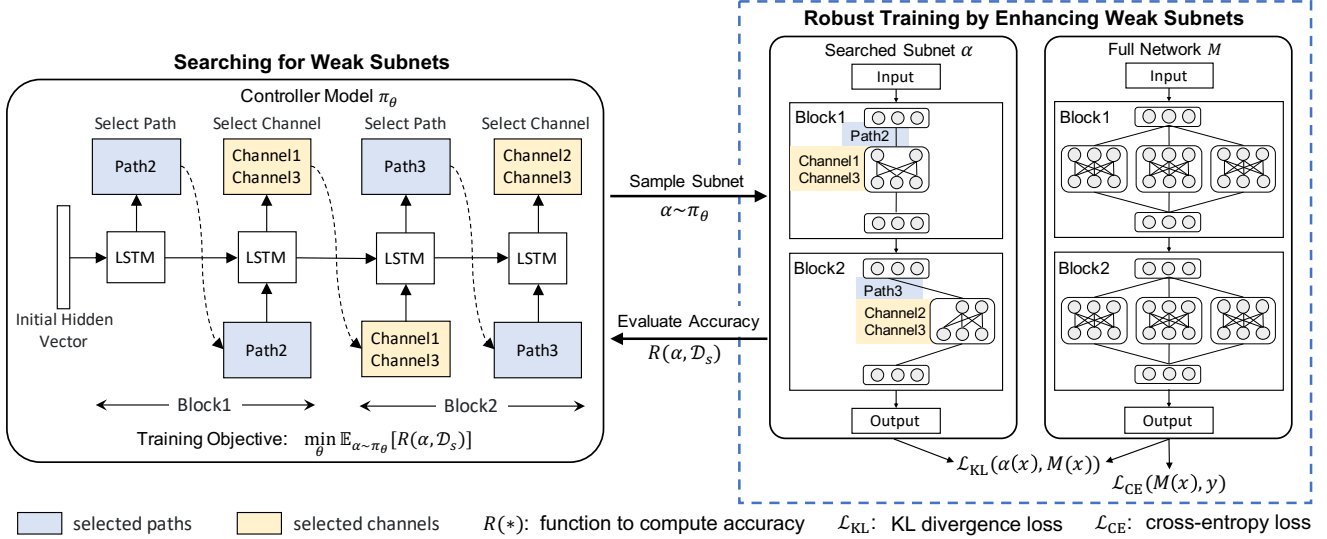 Robust Training by Enhancing Weak Subnets
Searching for Weak Subnets
Controller Model π_θ
Select Path
Select Channel
Select Path
Select Channel
Path2
Channel1
Channel3
Path3
Channel2
Channel3
LSTM
LSTM
LSTM
LSTM
Initial Hidden
Vector
Path2
Channel1
Channel3
Path3
Block1
Block2
Training Objective: min_θ 𝔼_{α~π_θ}[R(α, 𝒟_s)]
Sample Subnet
α~π_θ
Evaluate Accuracy
R(α, 𝒟_s)
Searched Subnet α
Input
Block1
Path2
Channel1
Channel3
Block2
Path3
Channel2
Channel3
Output
Full Network M
Input
Block1
Block2
Output
ℒ_KL(α(x), M(x))
ℒ_CE(M(x), y)
selected paths
selected channels
R(*): function to compute accuracy
ℒ_KL: KL divergence loss
ℒ_CE: cross-entropy loss